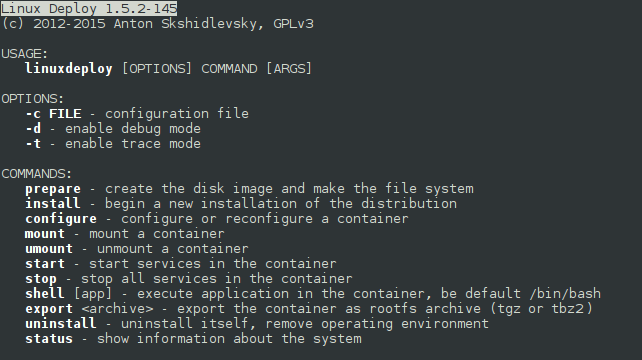 Linux Deploy 1.5.2-145
(c) 2012-2015 Anton Skshidlevsky, GPLv3
USAGE:
linuxdeploy [OPTIONS] COMMAND [ARGS]
OPTIONS:
-c FILE - configuration file
-d - enable debug mode
-t - enable trace mode
COMMANDS:
prepare - create the disk image and make the file system
install - begin a new installation of the distribution
configure - configure or reconfigure a container
mount - mount a container
umount - unmount a container
start - start services in the container
stop - stop all services in the container
shell [app] - execute application in the container, be default /bin/bash
export <archive> - export the container as rootfs archive (tgz or tbz2)
uninstall - uninstall itself, remove operating environment
status - show information about the system